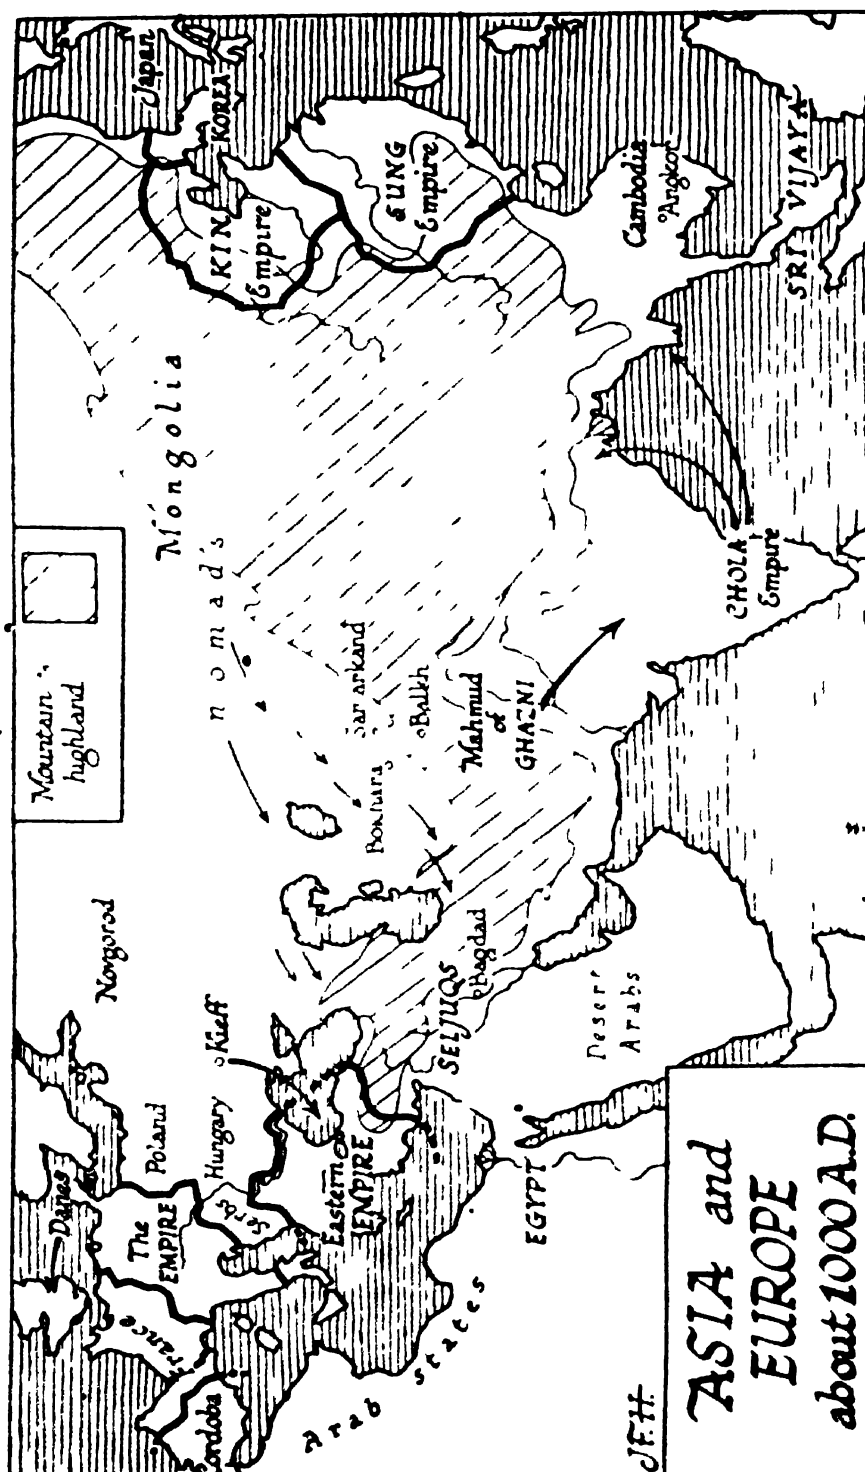 ASIA and
EUROPE
about 1000 A.D.
J.F.H.
Mountain
highland
Danes
Novgorod
Poland
The
EMPIRE
France
Hungary
Kieff
Serbs
Cordoba
Eastern
EMPIRE
Arab States
EGYPT
SELJUQS
Bagdad
Desert
Arabs
nomads
Mongolia
Bokhara
Samarkand
Balkh
Mahmud
of
GHAZNI
CHOLA
Empire
KIN
Empire
KOREA
Japan
SUNG
Empire
Cambodia
Angkor
SRI VIJAYA